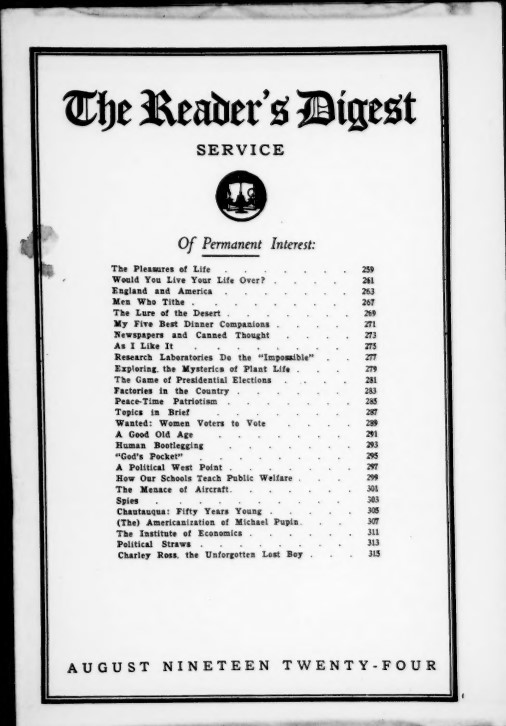 The Reader's Digest
SERVICE
Of Permanent Interest:
The Pleasures of Life . . . . . . . 259
Would You Live Your Life Over? . . . . . 261
England and America . . . . . . . 263
Men Who Tithe . . . . . . . . . 267
The Lure of the Desert . . . . . . . 269
My Five Best Dinner Companions . . . . . 271
Newspapers and Canned Thought . . . . . 273
As I Like It . . . . . . . . . 275
Research Laboratories Do the "Impossible" . . 277
Exploring the Mysteries of Plant Life . . . 279
The Game of Presidential Elections . . . . 281
Factories in the Country . . . . . . . 283
Peace-Time Patriotism . . . . . . . 285
Topics in Brief . . . . . . . . 287
Wanted: Women Voters to Vote . . . . . 289
A Good Old Age . . . . . . . . 291
Human Bootlegging . . . . . . . 293
"God's Pocket" . . . . . . . . 295
A Political West Point . . . . . . . 297
How Our Schools Teach Public Welfare . . . 299
The Menace of Aircraft. . . . . . . 301
Spies . . . . . . . . . . 303
Chautauqua: Fifty Years Young . . . . . 305
(The) Americanization of Michael Pupin. . . . 307
The Institute of Economics . . . . . . 311
Political Straws . . . . . . . . 313
Charley Ross, the Unforgotten Lost Boy . . . 315
AUGUST NINETEEN TWENTY-FOUR